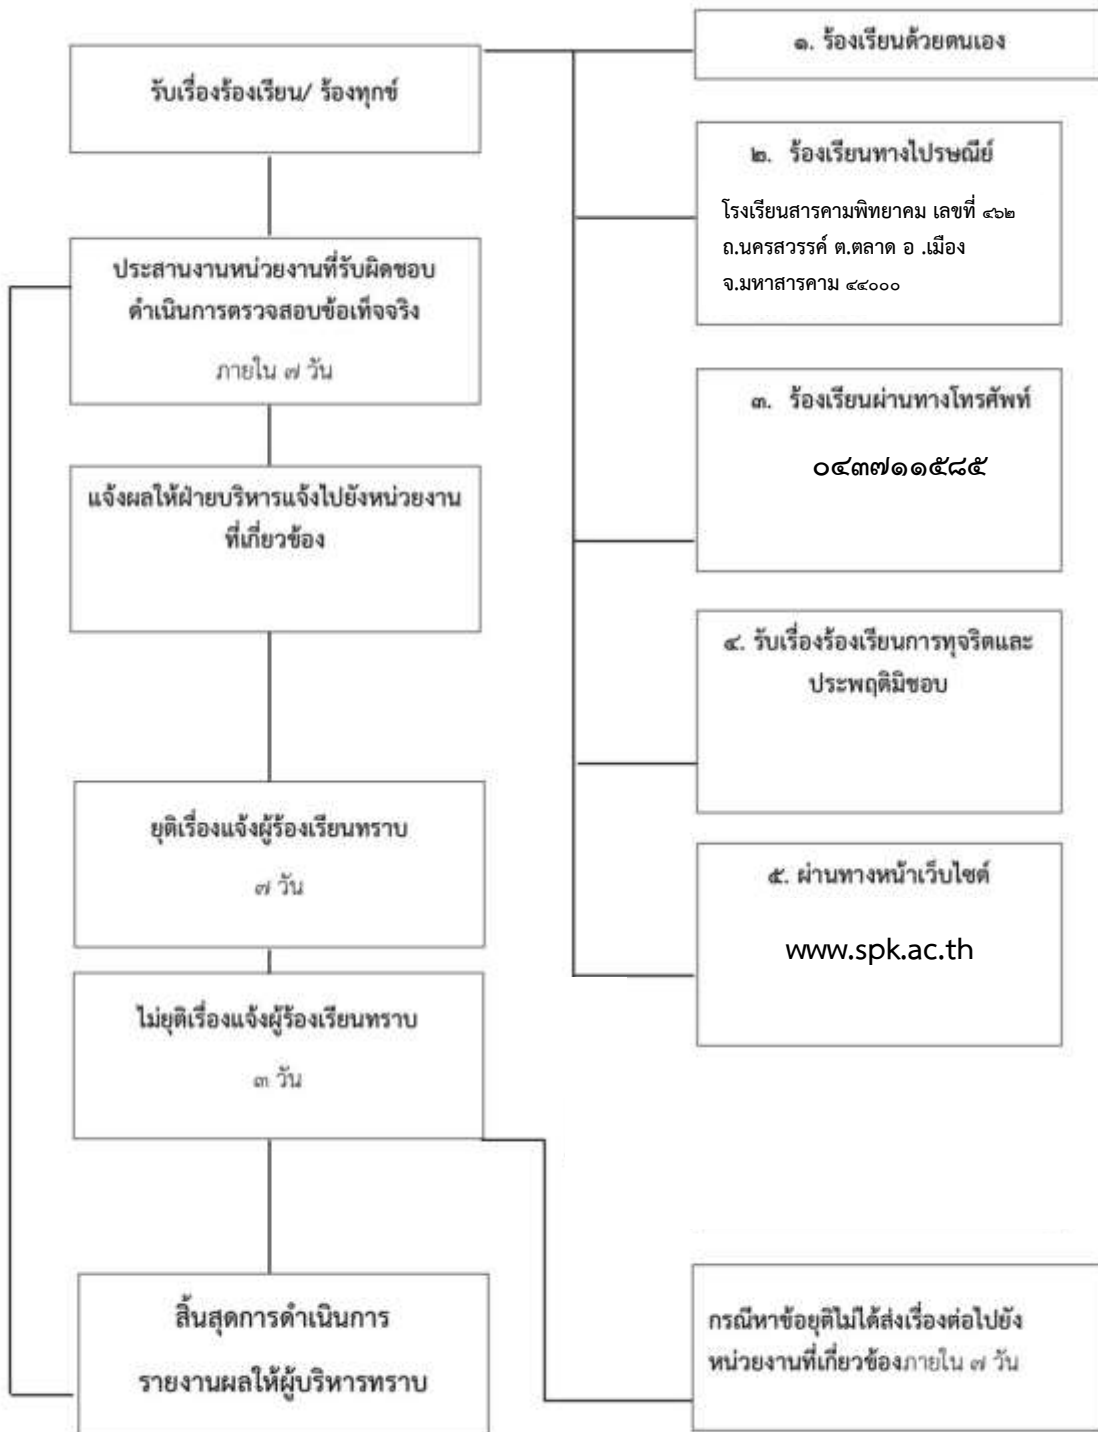 รับเรื่องร้องเรียน/ ร้องทุกข์
ประสานงานหน่วยงานที่รับผิดชอบ
ดำเนินการตรวจสอบข้อเท็จจริง
ภายใน ๗ วัน
แจ้งผลให้ฝ่ายบริหารแจ้งไปยังหน่วยงาน
ที่เกี่ยวข้อง
ยุติเรื่องแจ้งผู้ร้องเรียนทราบ
๗ วัน
ไม่ยุติเรื่องแจ้งผู้ร้องเรียนทราบ
๓ วัน
สิ้นสุดการดำเนินการ
รายงานผลให้ผู้บริหารทราบ
๑. ร้องเรียนด้วยตนเอง
๒. ร้องเรียนทางไปรษณีย์
โรงเรียนสารคามพิทยาคม เลขที่ ๔๖๒
ถ.นครสวรรค์ ต.ตลาด อ .เมือง
จ.มหาสารคาม ๔๔๐๐๐
๓. ร้องเรียนผ่านทางโทรศัพท์
๐๔๓๗๑๑๕๘๕
๔. รับเรื่องร้องเรียนการทุจริตและ
ประพฤติมิชอบ
๕. ผ่านทางหน้าเว็บไซต์
www.spk.ac.th
กรณีหาข้อยุติไม่ได้ส่งเรื่องต่อไปยัง
หน่วยงานที่เกี่ยวข้องภายใน ๗ วัน